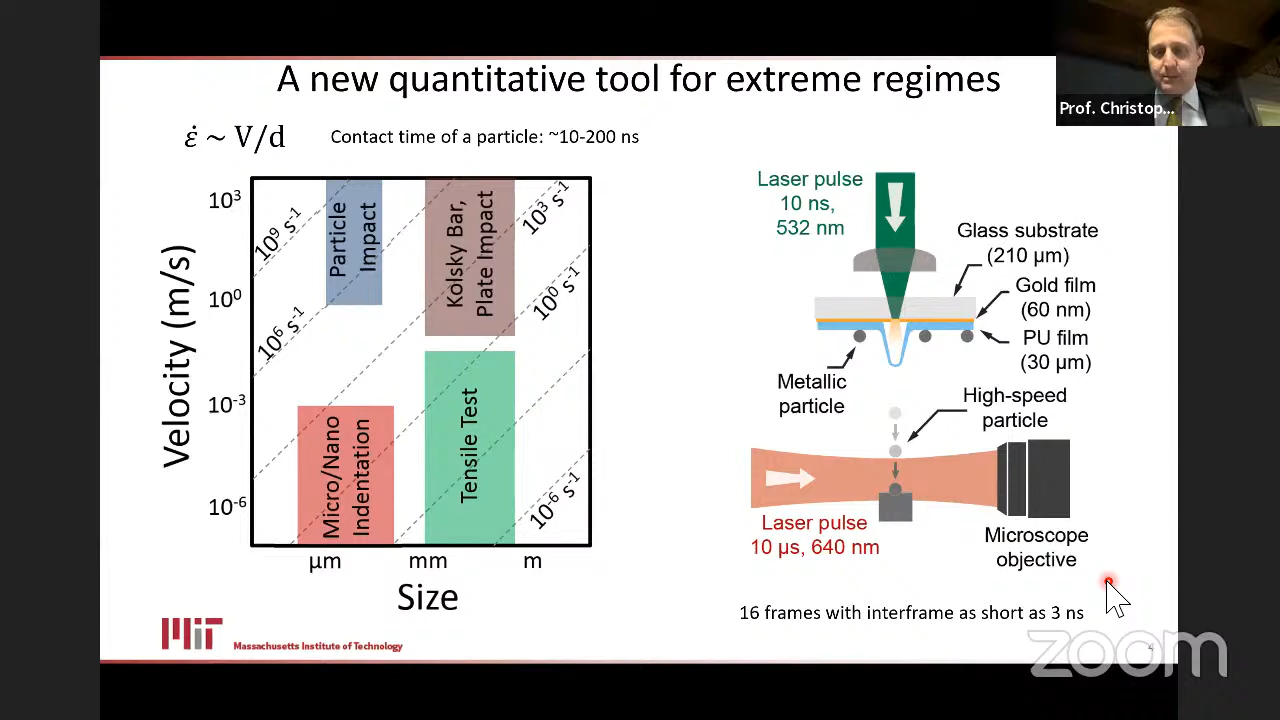 A new quantitative tool for extreme regimes
Prof. Christop...
ε̇ ~ V/d
Contact time of a particle: ~10-200 ns
Velocity (m/s)
10³
10⁰
10⁻³
10⁻⁶
10⁹ s⁻¹
10⁶ s⁻¹
10³ s⁻¹
10⁰ s⁻¹
10⁻⁶ s⁻¹
Particle
Impact
Kolsky Bar,
Plate Impact
Micro/Nano
Indentation
Tensile Test
µm
mm
m
Size
Laser pulse
10 ns,
532 nm
Glass substrate
(210 µm)
Gold film
(60 nm)
PU film
(30 µm)
Metallic
particle
High-speed
particle
Laser pulse
10 µs, 640 nm
Microscope
objective
16 frames with interframe as short as 3 ns
MIT
Massachusetts Institute of Technology
4
zoom